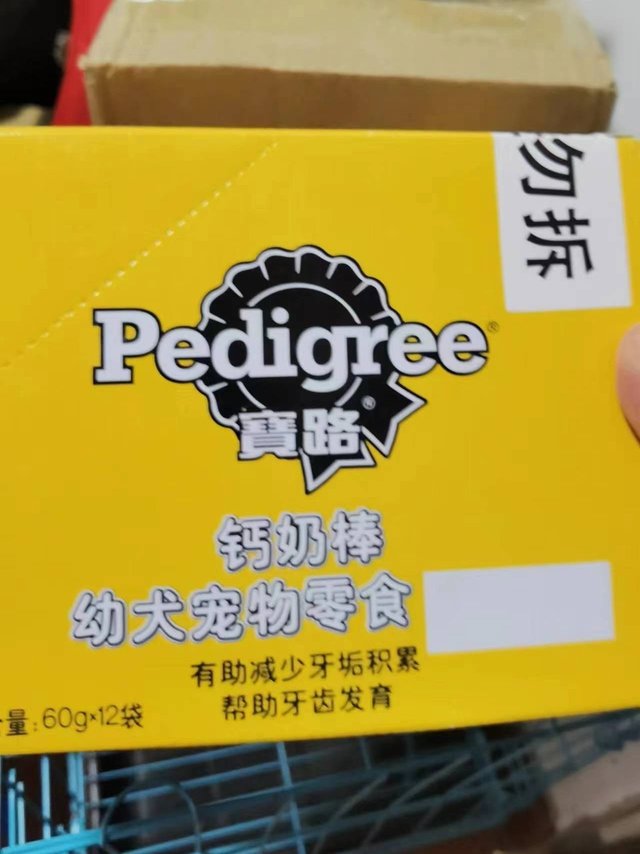 勿拆
Pedigree®
寶路®
钙奶棒
幼犬宠物零食
有助减少牙垢积累
帮助牙齿发育
量:60g×12袋